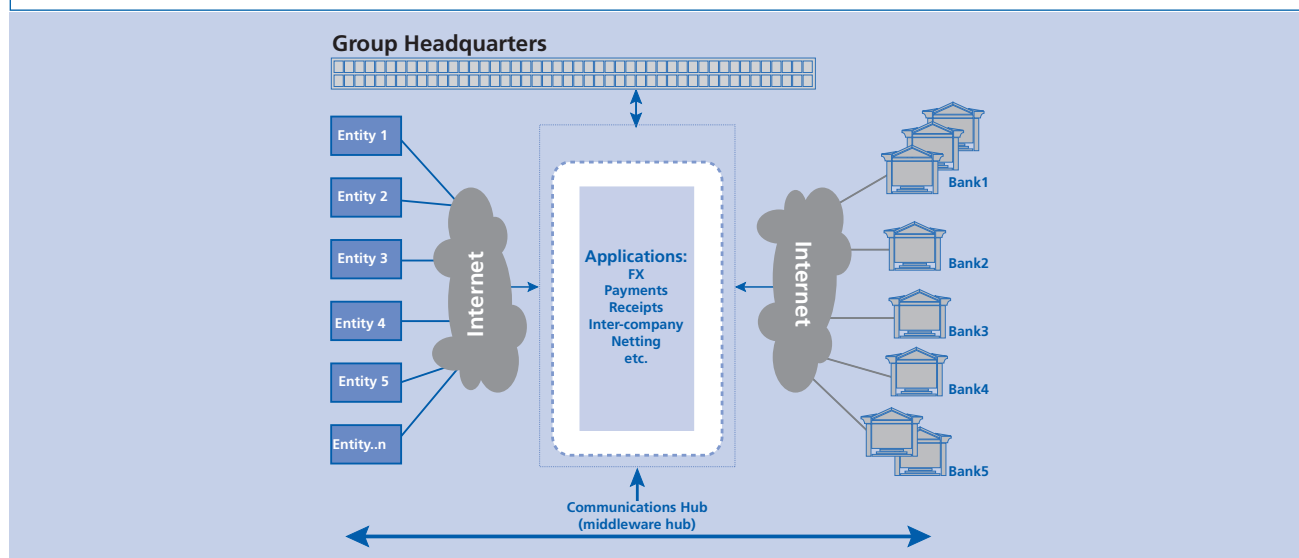 Group Headquarters
Entity 1
Entity 2
Entity 3
Entity 4
Entity 5
Entity..n
Internet
Applications:
FX
Payments
Receipts
Inter-company
Netting
etc.
Internet
Bank1
Bank2
Bank3
Bank4
Bank5
Communications Hub
(middleware hub)